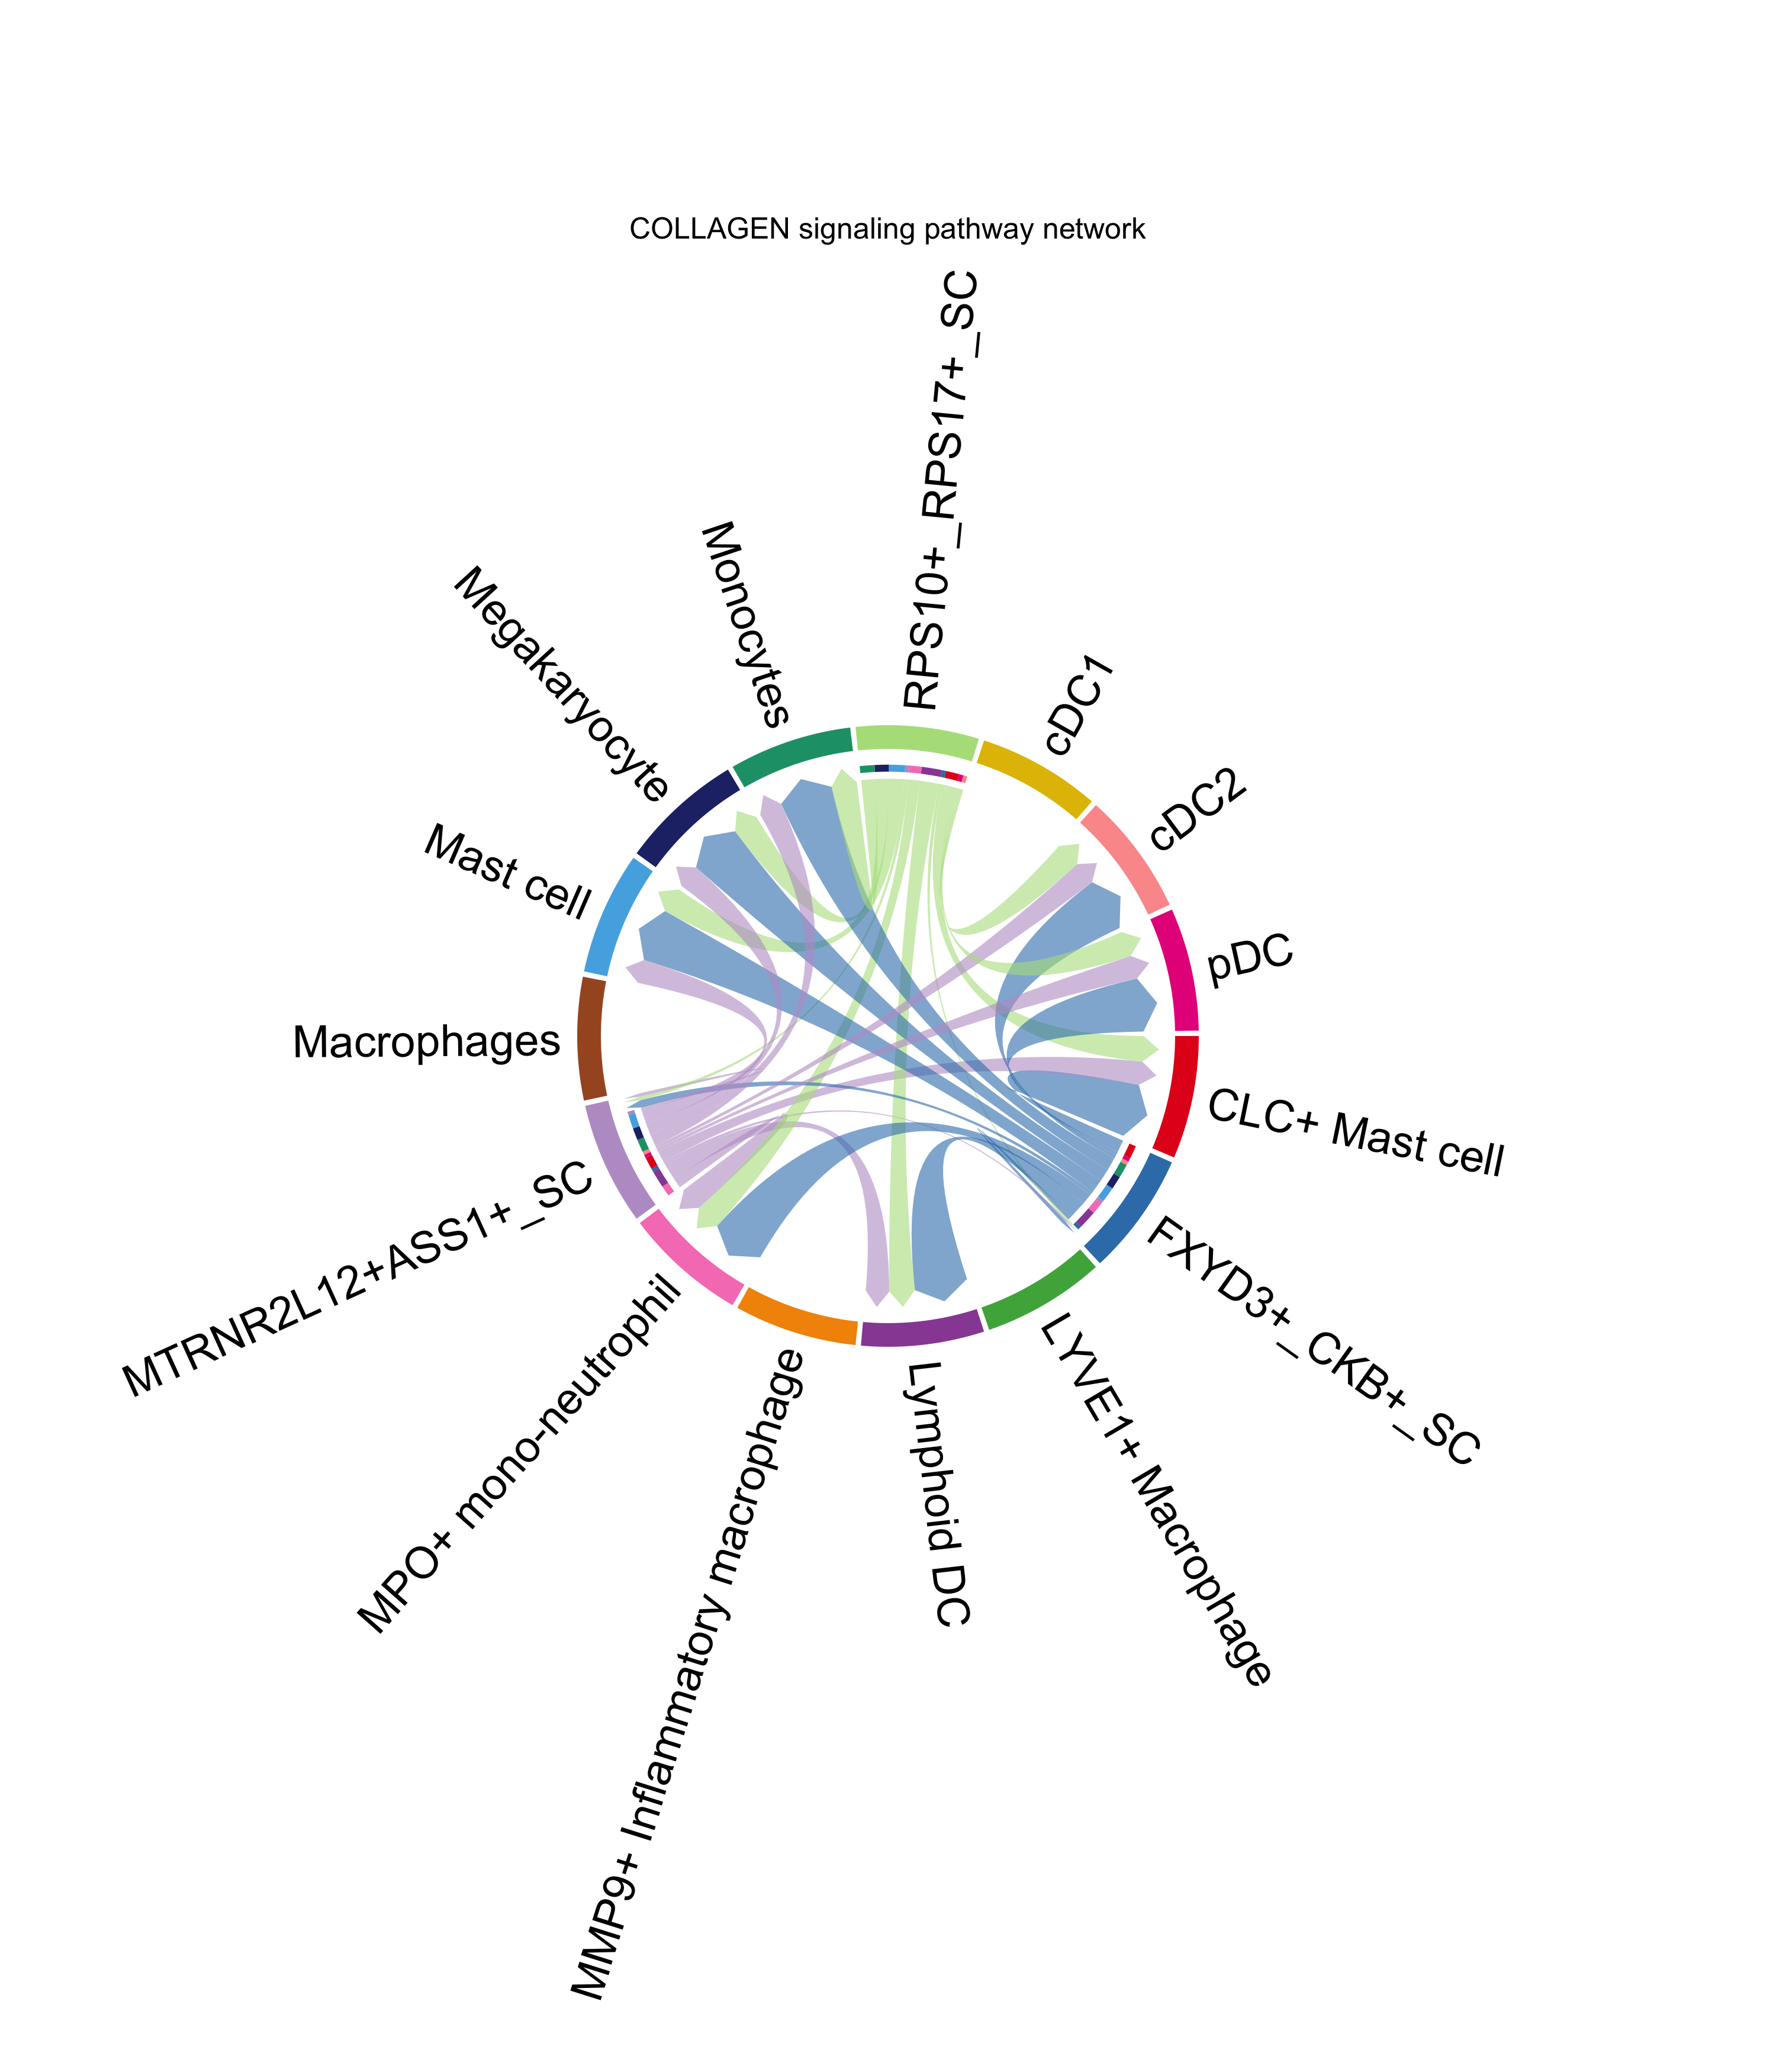 COLLAGEN signaling pathway network
RPS10+_RPS17+_SC
cDC1
cDC2
pDC
CLC+ Mast cell
FXYD3+_CKB+_SC
LYVE1+ Macrophage
Lymphoid DC
MMP9+ Inflammatory macrophage
MPO+ mono-neutrophil
MTRNR2L12+ASS1+_SC
Macrophages
Mast cell
Megakaryocyte
Monocytes